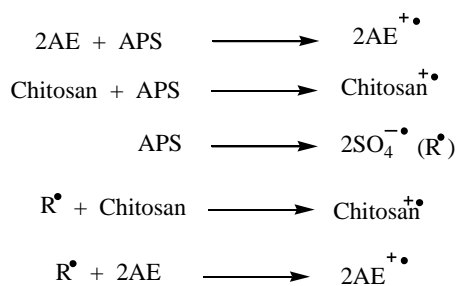 2AE + APS ⟶ 2AE⁺•
Chitosan + APS ⟶ Chitosan⁺•
APS ⟶ 2SO₄⁻• (R•)
R• + Chitosan ⟶ Chitosan⁺•
R• + 2AE ⟶ 2AE⁺•